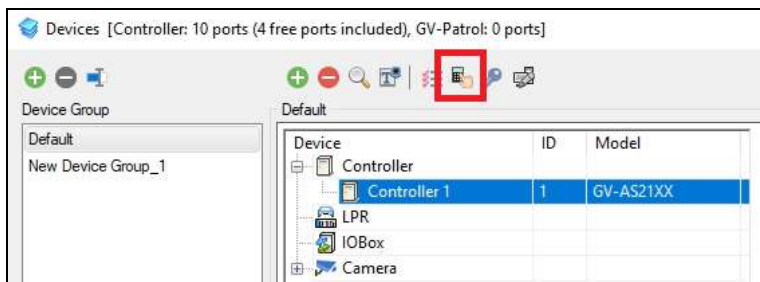 Devices [Controller: 10 ports (4 free ports included), GV-Patrol: 0 ports]
Device Group
Default
Default
New Device Group_1
Device ID Model
Controller
Controller 1 1 GV-AS21XX
LPR
IOBox
Camera